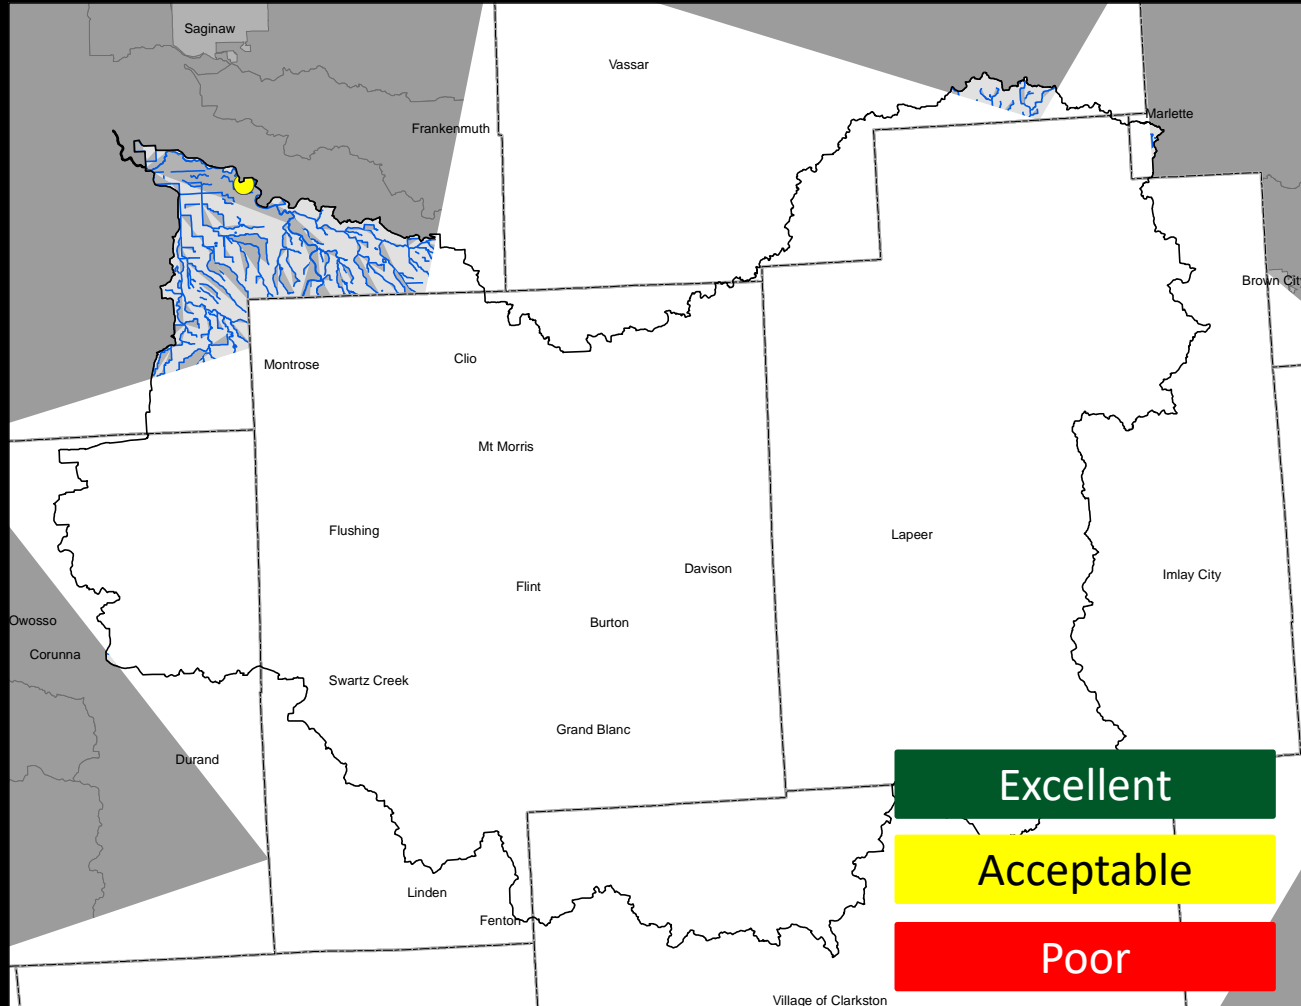 Saginaw
Vassar
Marlette
Frankenmuth
Brown Cit
Montrose
Clio
Mt Morris
Flushing
Lapeer
Davison
Imlay City
Flint
Owosso
Burton
Corunna
Swartz Creek
Grand Blanc
Durand
Excellent
Acceptable
Linden
Fenton
Poor
Village of Clarkston